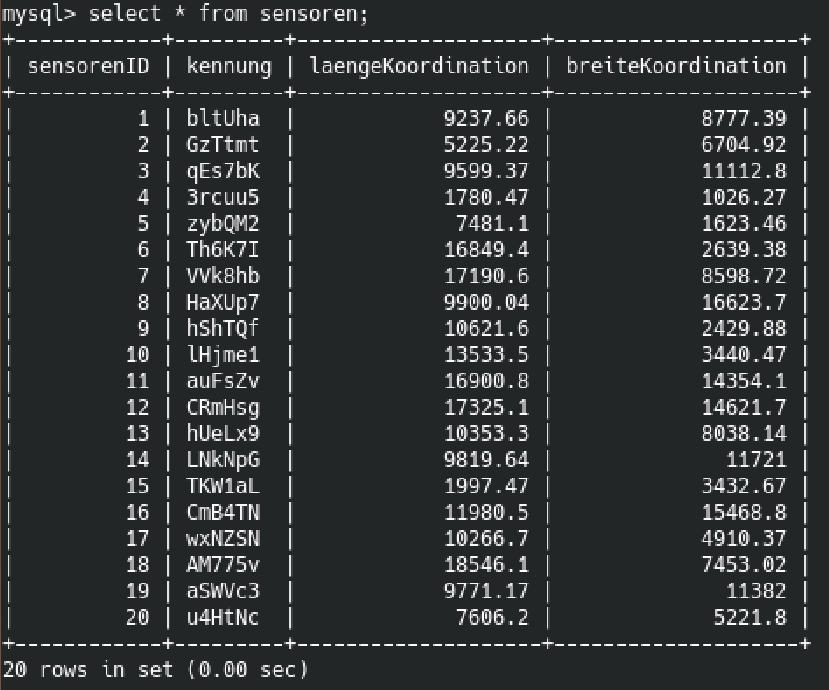 mysql> select * from sensoren;
+------------+---------+--------------------+-------------------+
| sensorenID | kennung | laengeKoordination | breiteKoordination |
+------------+---------+--------------------+-------------------+
| 1 | bltUha | 9237.66 | 8777.39 |
| 2 | GzTtmt | 5225.22 | 6704.92 |
| 3 | qEs7bK | 9599.37 | 11112.8 |
| 4 | 3rcuu5 | 1780.47 | 1026.27 |
| 5 | zybQM2 | 7481.1 | 1623.46 |
| 6 | Th6K7I | 16849.4 | 2639.38 |
| 7 | VVk8hb | 17190.6 | 8598.72 |
| 8 | HaXUp7 | 9900.04 | 16623.7 |
| 9 | hShTQf | 10621.6 | 2429.88 |
| 10 | lHjme1 | 13533.5 | 3440.47 |
| 11 | auFsZv | 16900.8 | 14354.1 |
| 12 | CRmHsg | 17325.1 | 14621.7 |
| 13 | hUeLx9 | 10353.3 | 8038.14 |
| 14 | LNkNpG | 9819.64 | 11721 |
| 15 | TKW1aL | 1997.47 | 3432.67 |
| 16 | CmB4TN | 11980.5 | 15468.8 |
| 17 | wxNZSN | 10266.7 | 4910.37 |
| 18 | AM775v | 18546.1 | 7453.02 |
| 19 | aSWVc3 | 9771.17 | 11382 |
| 20 | u4HtNc | 7606.2 | 5221.8 |
+------------+---------+--------------------+-------------------+
20 rows in set (0.00 sec)